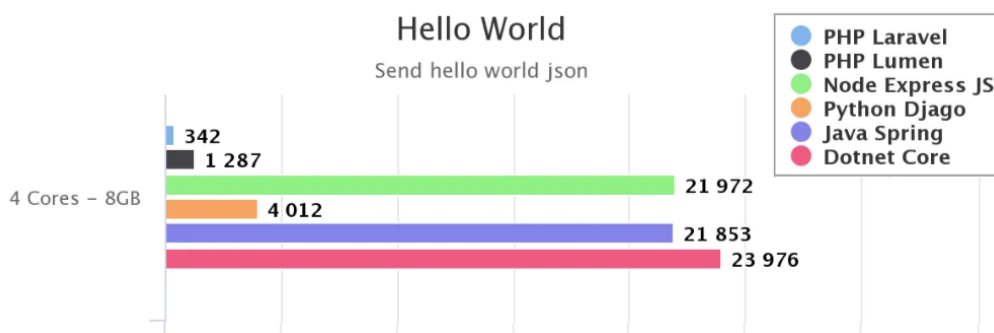 Hello World
Send hello world json
PHP Laravel
PHP Lumen
Node Express JS
Python Djago
Java Spring
Dotnet Core
342
1 287
21 972
4 Cores - 8GB
4 012
21 853
23 976